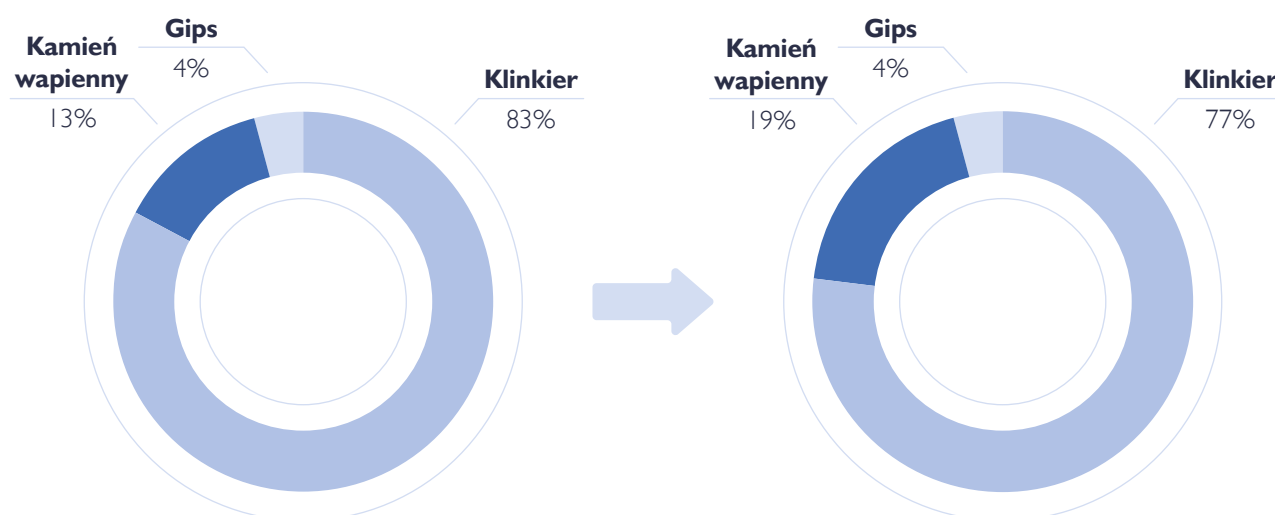 Gips
4%
Kamień
wapienny
13%
Klinkier
83%
Gips
4%
Kamień
wapienny
19%
Klinkier
77%